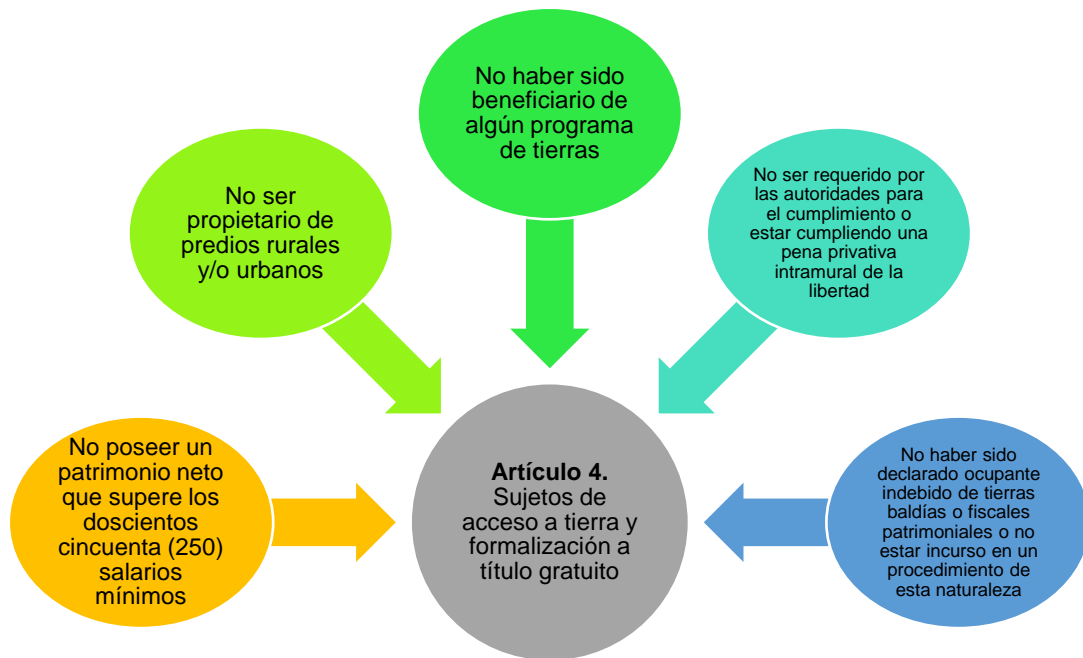 No haber sido
beneficiario de
algún programa
de tierras
No ser
propietario de
predios rurales
y/o urbanos
No ser requerido por
las autoridades para
el cumplimiento o
estar cumpliendo una
pena privativa
intramural de la
libertad
No poseer un
patrimonio neto
que supere los
doscientos
cincuenta (250)
salarios
mínimos
Artículo 4.
Sujetos de
acceso a tierra y
formalización a
título gratuito
No haber sido
declarado ocupante
indebido de tierras
baldías o fiscales
patrimoniales o no
estar incurso en un
procedimiento de
esta naturaleza